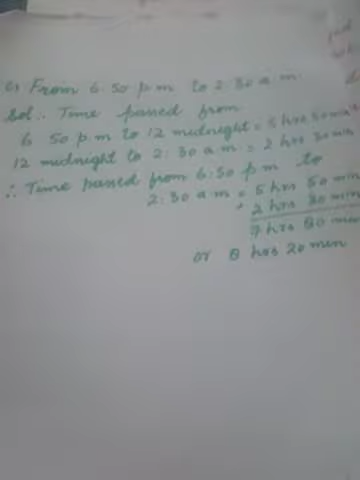 c) From 6:50 p.m. to 2:30 a.m.
Sol.: Time passed from
6 50 p m to 12 midnight = 5 hrs 50 min
12 midnight to 2:30 a m = 2 hrs 30 min
∴ Time passed from 6:50 p m to
2:30 a m = 5 hrs 50 min
+ 2 hrs 30 min
7 hrs 80 min
or 8 hrs 20 min